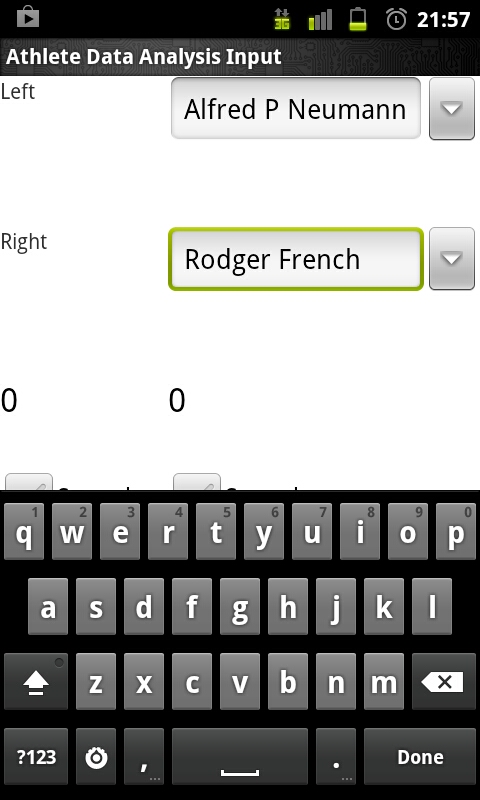 3G 21:57
Athlete Data Analysis Input
Left Alfred P Neumann
Right Rodger French
0 0
1 2 3 4 5 6 7 8 9 0
q w e r t y u i o p
a s d f g h j k l
z x c v b n m
?123 , ... . ... Done